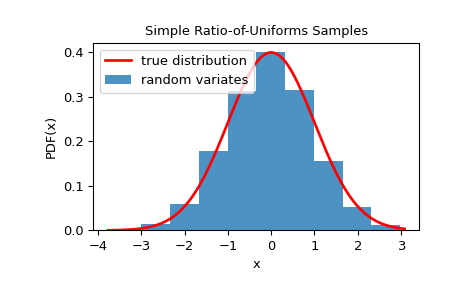 Simple Ratio-of-Uniforms Samples
true distribution
random variates
PDF(x)
0.4
0.3
0.2
0.1
0.0
−4 −3 −2 −1 0 1 2 3
x